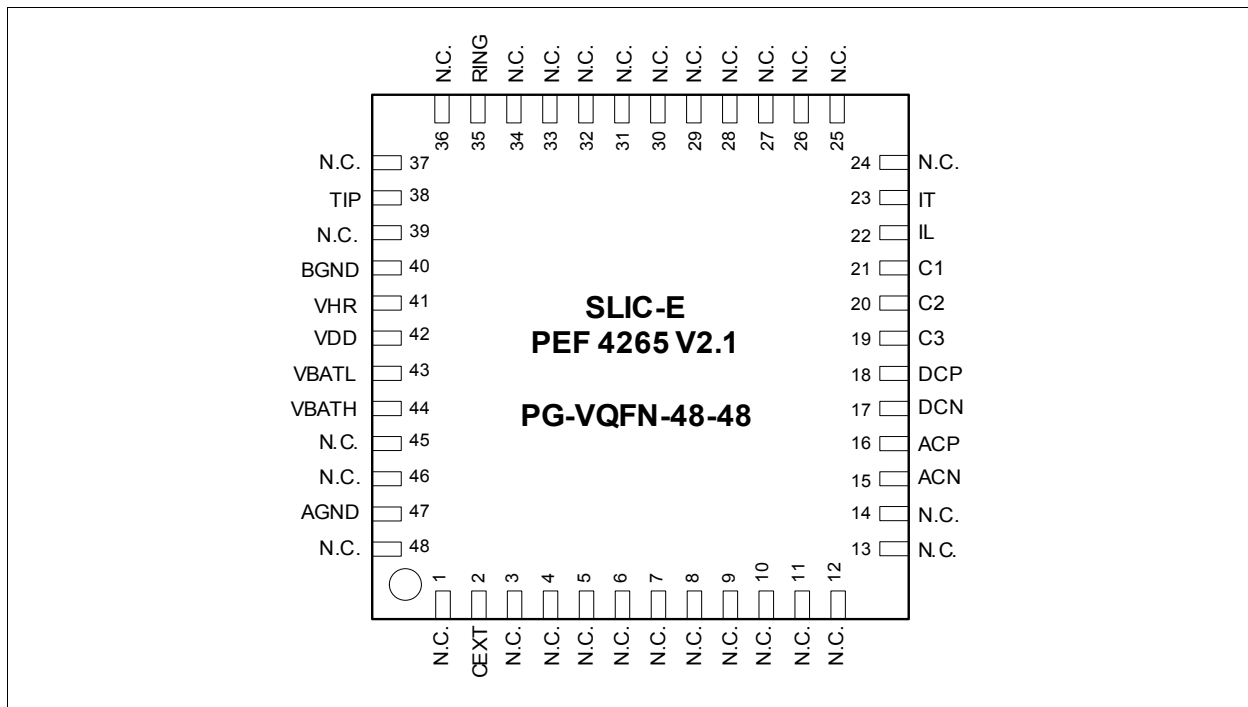 N.C. RING N.C. N.C. N.C. N.C. N.C. N.C. N.C. N.C. N.C. N.C.
36 35 34 33 32 31 30 29 28 27 26 25
N.C. 37 24 N.C.
TIP 38 23 IT
N.C. 39 22 IL
BGND 40 21 C1
VHR 41 20 C2
VDD 42 19 C3
VBATL 43 18 DCP
VBATH 44 17 DCN
N.C. 45 16 ACP
N.C. 46 15 ACN
AGND 47 14 N.C.
N.C. 48 13 N.C.
SLIC-E
PEF 4265 V2.1
PG-VQFN-48-48
1 2 3 4 5 6 7 8 9 10 11 12
N.C. CEXT N.C. N.C. N.C. N.C. N.C. N.C. N.C. N.C. N.C. N.C.